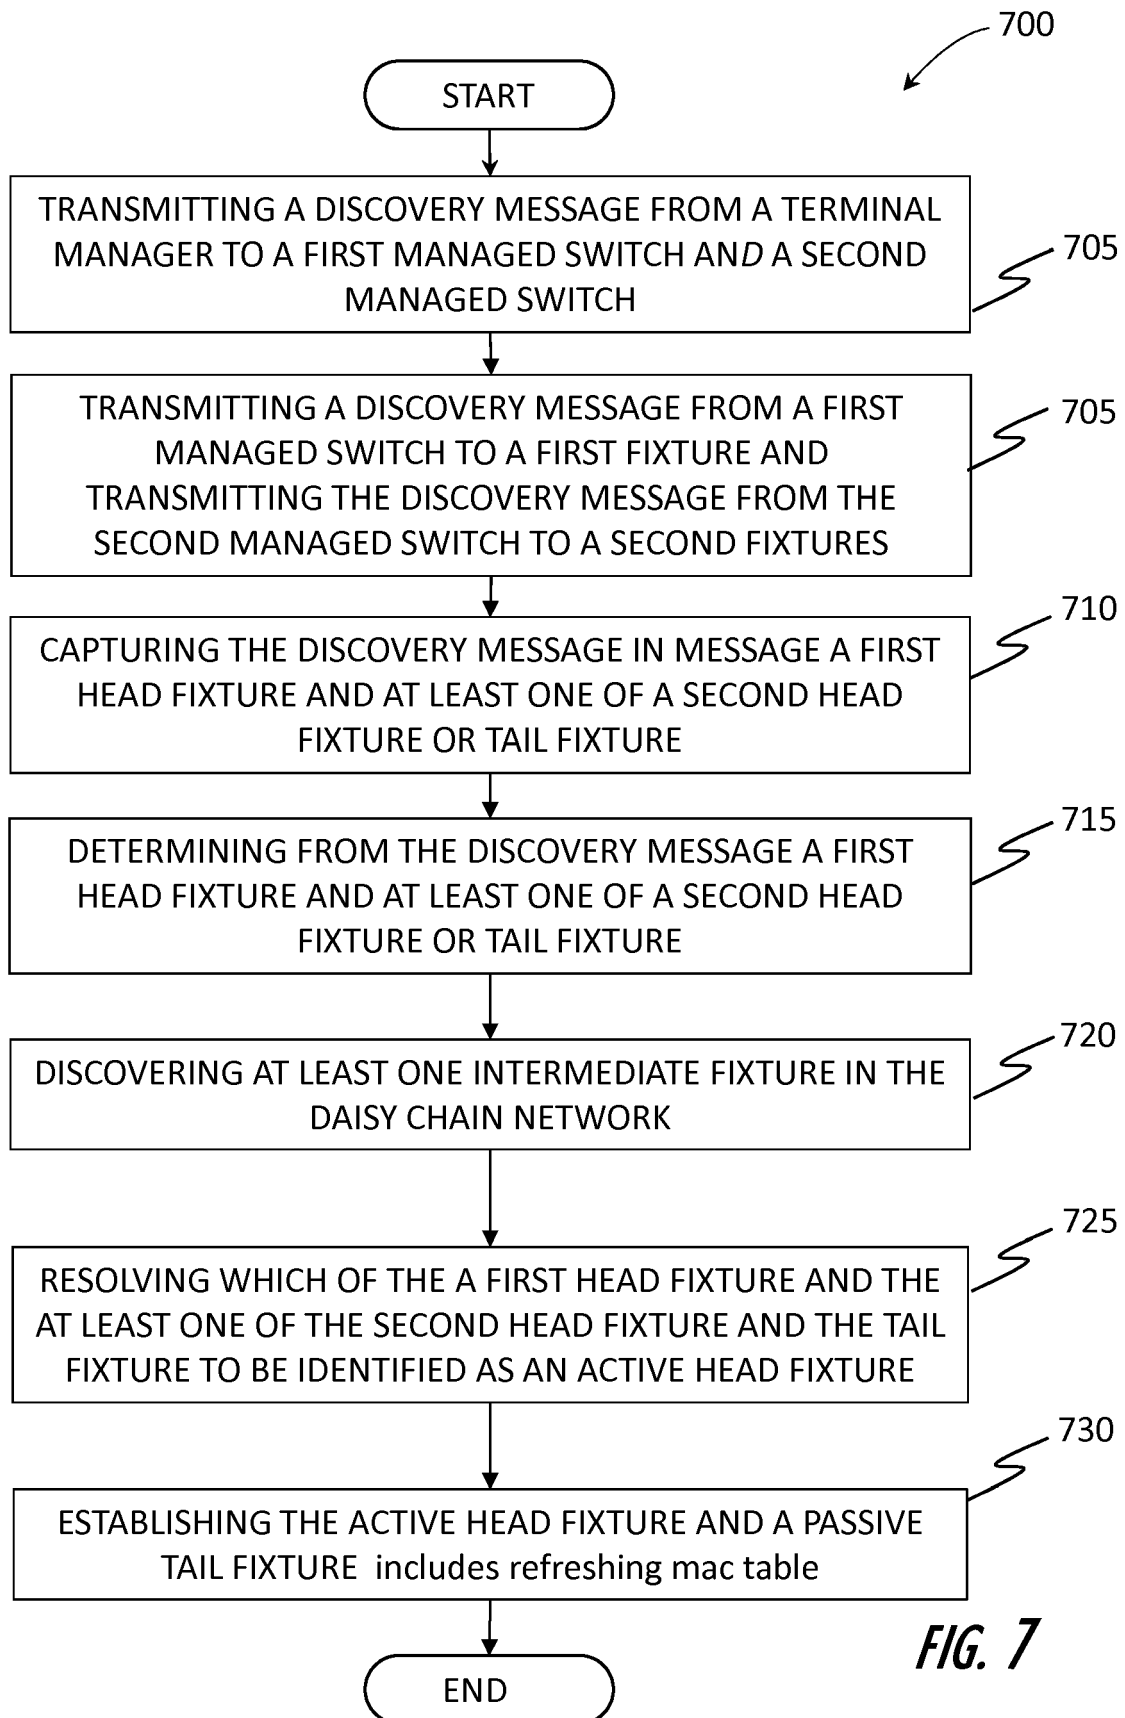 700
START
TRANSMITTING A DISCOVERY MESSAGE FROM A TERMINAL
MANAGER TO A FIRST MANAGED SWITCH AND A SECOND
MANAGED SWITCH
705
TRANSMITTING A DISCOVERY MESSAGE FROM A FIRST
MANAGED SWITCH TO A FIRST FIXTURE AND
TRANSMITTING THE DISCOVERY MESSAGE FROM THE
SECOND MANAGED SWITCH TO A SECOND FIXTURES
705
CAPTURING THE DISCOVERY MESSAGE IN MESSAGE A FIRST
HEAD FIXTURE AND AT LEAST ONE OF A SECOND HEAD
FIXTURE OR TAIL FIXTURE
710
DETERMINING FROM THE DISCOVERY MESSAGE A FIRST
HEAD FIXTURE AND AT LEAST ONE OF A SECOND HEAD
FIXTURE OR TAIL FIXTURE
715
DISCOVERING AT LEAST ONE INTERMEDIATE FIXTURE IN THE
DAISY CHAIN NETWORK
720
RESOLVING WHICH OF THE A FIRST HEAD FIXTURE AND THE
AT LEAST ONE OF THE SECOND HEAD FIXTURE AND THE TAIL
FIXTURE TO BE IDENTIFIED AS AN ACTIVE HEAD FIXTURE
725
ESTABLISHING THE ACTIVE HEAD FIXTURE AND A PASSIVE
TAIL FIXTURE includes refreshing mac table
730
END
FIG. 7